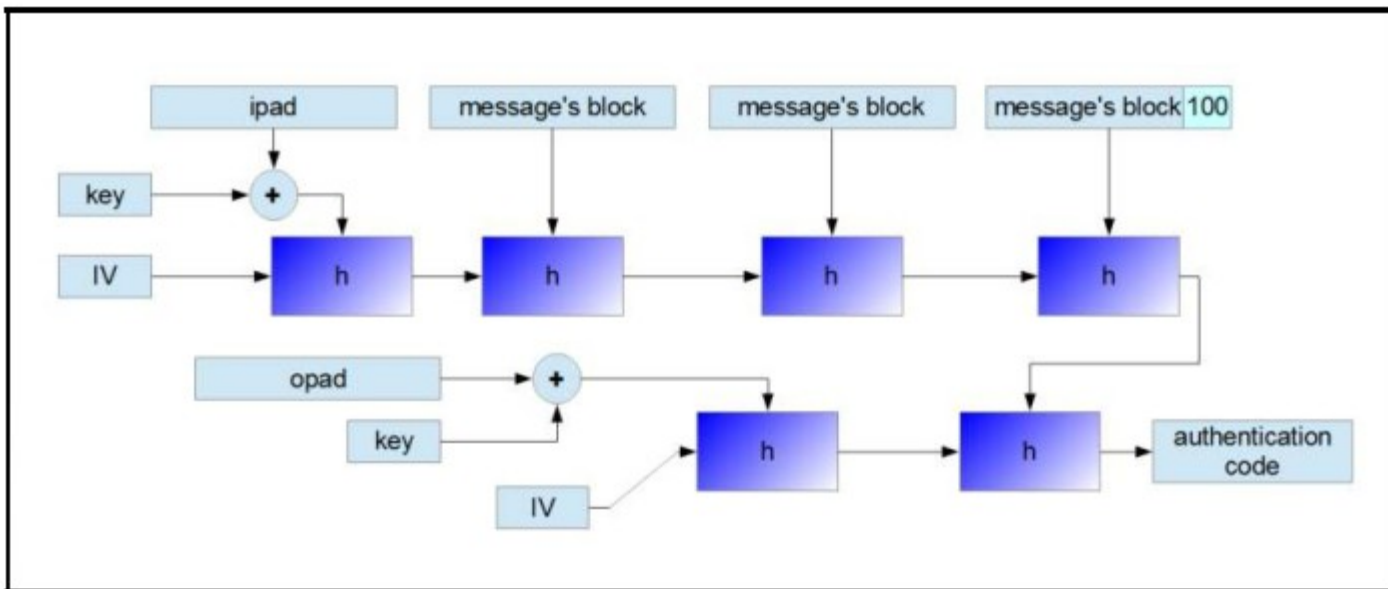 ipad
message's block
message's block
message's block 100
key
+
IV
h
h
h
h
opad
+
key
h
h
authentication
code
IV